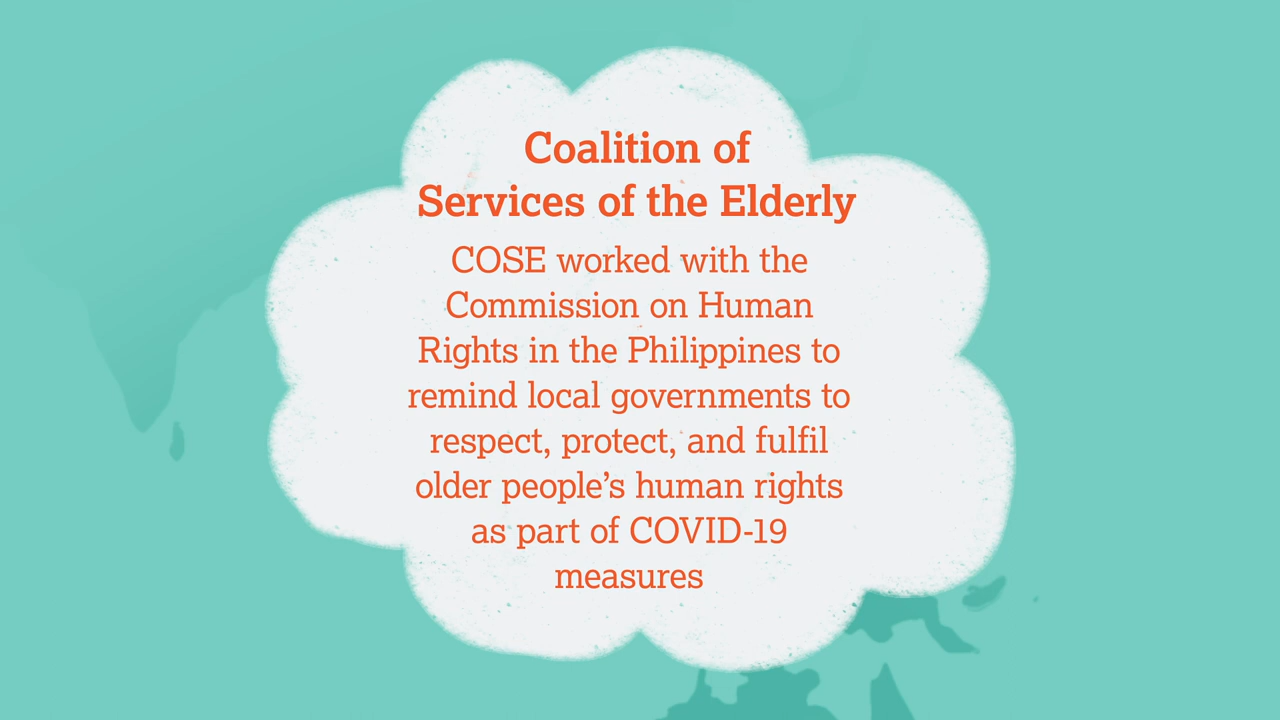 Coalition of
Services of the Elderly
COSE worked with the
Commission on Human
Rights in the Philippines to
remind local governments to
respect, protect, and fulfil
older people’s human rights
as part of COVID-19
measures